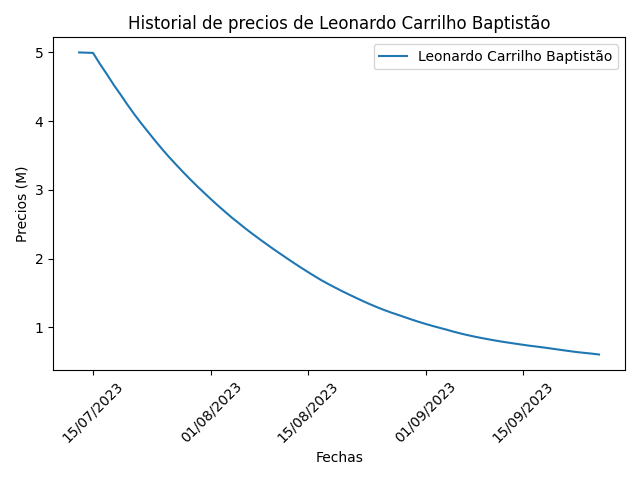 Historial de precios de Leonardo Carrilho Baptistão
Leonardo Carrilho Baptistão
Precios (M)
5
4
3
2
1
15/07/2023
01/08/2023
15/08/2023
01/09/2023
15/09/2023
Fechas